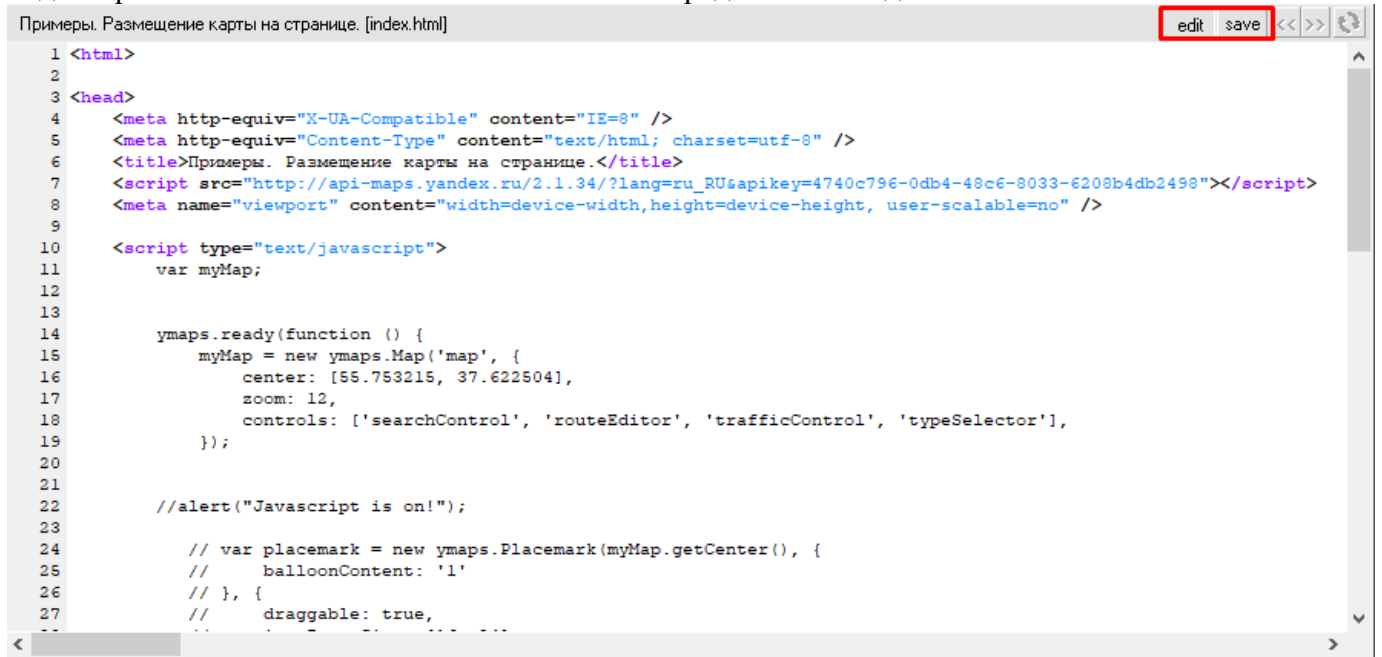 Примеры. Размещение карты на странице. [index.html] edit save << >>
1 <html>
2
3 <head>
4 <meta http-equiv="X-UA-Compatible" content="IE=8" />
5 <meta http-equiv="Content-Type" content="text/html; charset=utf-8" />
6 <title>Примеры. Размещение карты на странице.</title>
7 <script src="http://api-maps.yandex.ru/2.1.34/?lang=ru_RU&apikey=4740c796-0db4-48c6-8033-6208b4db2498"></script>
8 <meta name="viewport" content="width=device-width,height=device-height, user-scalable=no" />
9
10 <script type="text/javascript">
11 var myMap;
12
13
14 ymaps.ready(function () {
15 myMap = new ymaps.Map('map', {
16 center: [55.753215, 37.622504],
17 zoom: 12,
18 controls: ['searchControl', 'routeEditor', 'trafficControl', 'typeSelector'],
19 });
20
21
22 //alert("Javascript is on!");
23
24 // var placemark = new ymaps.Placemark(myMap.getCenter(), {
25 // balloonContent: '1'
26 // }, {
27 // draggable: true,